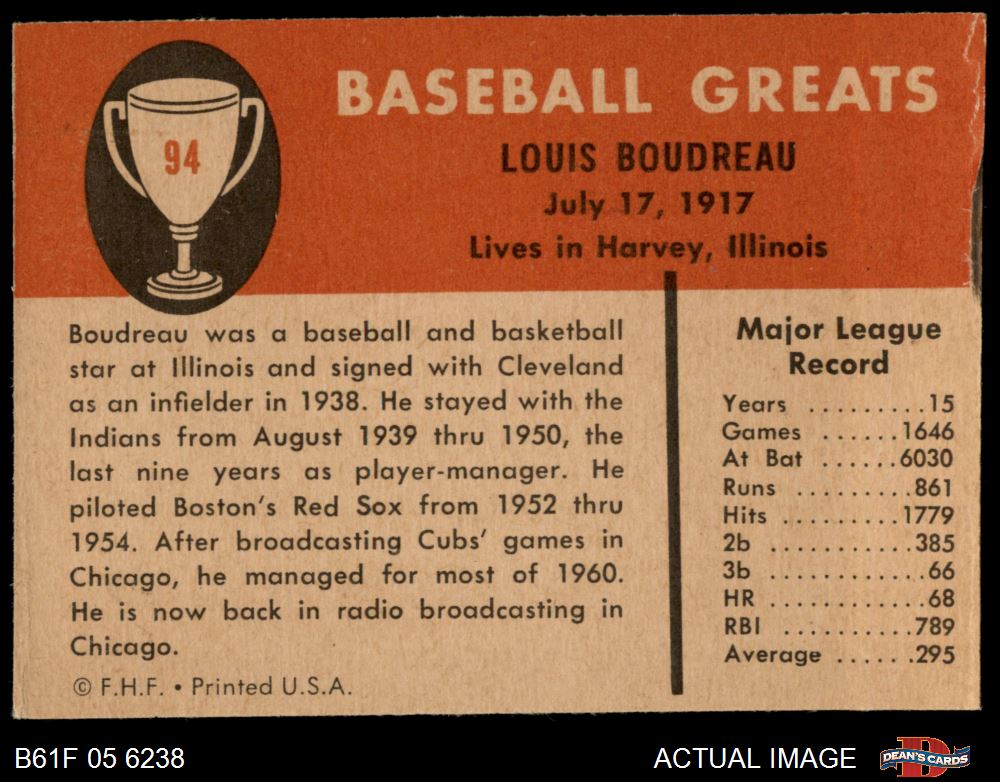 94
BASEBALL GREATS
LOUIS BOUDREAU
July 17, 1917
Lives in Harvey, Illinois
Boudreau was a baseball and basketball
star at Illinois and signed with Cleveland
as an infielder in 1938. He stayed with the
Indians from August 1939 thru 1950, the
last nine years as player-manager. He
piloted Boston's Red Sox from 1952 thru
1954. After broadcasting Cubs' games in
Chicago, he managed for most of 1960.
He is now back in radio broadcasting in
Chicago.
© F.H.F. • Printed U.S.A.
Major League
Record
Years .........15
Games ......1646
At Bat ......6030
Runs .........861
Hits .........1779
2b ...........385
3b ............66
HR ............68
RBI ..........789
Average ......295
B61F 05 6238
ACTUAL IMAGE
D
DEAN'S CARDS